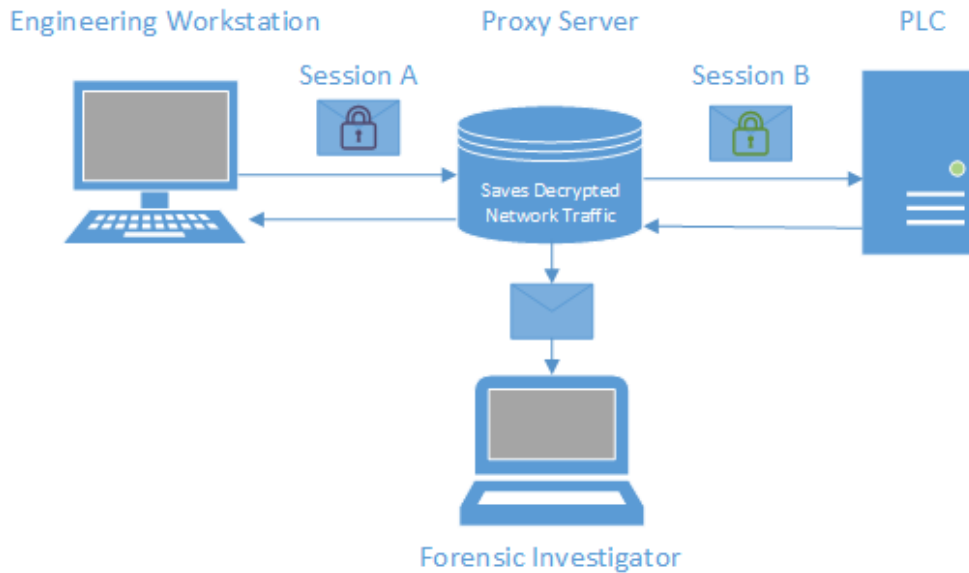 Engineering Workstation
Proxy Server
PLC
Session A
Session B
Saves Decrypted
Network Traffic
Forensic Investigator